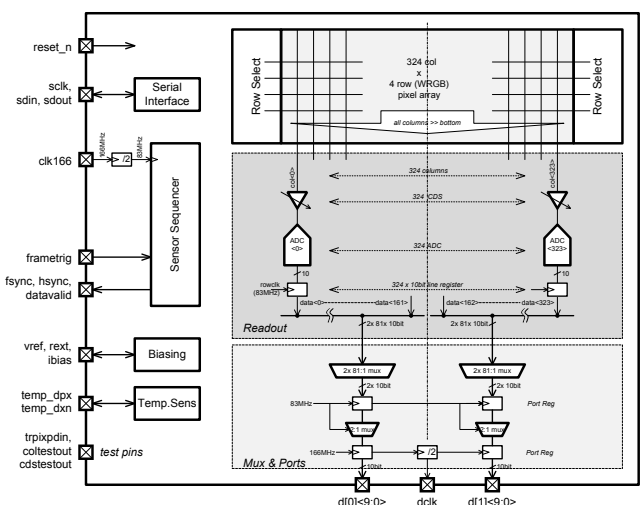 reset_n
sclk,
sdin, sdout
Serial
Interface
clk166
166MHz
/2
83MHz
Sensor Sequencer
frametrig
fsync, hsync,
datavalid
vref, rext,
ibias
Biasing
temp_dpx
temp_dxn
Temp.Sens
trpixpdin,
coltestout
cdstestout
test pins
Row Select
324 col
x
4 row (WRGB)
pixel array
Row Select
all columns >> bottom
col<0>
324 columns
col<323>
324 CDS
ADC
<0>
324 ADC
ADC
<323>
10
10
rowclk
(83MHz)
324 x 10bit line register
data<0>
data<161>
data<162>
data<323>
Readout
2x 81x 10bit
2x 81x 10bit
2x 81:1 mux
2x 81:1 mux
2x 10bit
2x 10bit
83MHz
Port Reg
2:1 mux
2:1 mux
166MHz
/2
Port Reg
Mux & Ports
10bit
10bit
d[0]<9:0>
dclk
d[1]<9:0>